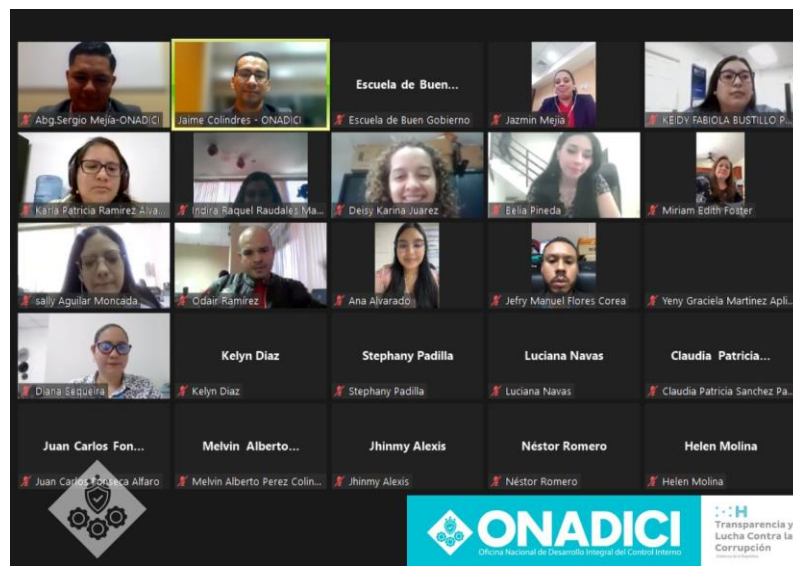 Abg.Sergio Mejía-ONADICI
Jaime Colindres - ONADICI
Escuela de Buen...
Escuela de Buen Gobierno
Jazmin Mejia
KEIDY FABIOLA BUSTILLO P...
Karla Patricia Ramirez Alva...
Indira Raquel Raudales Ma...
Deisy Karina Juarez
Belia Pineda
Miriam Edith Foster
sally Aguilar Moncada
Odair Ramírez
Ana Alvarado
Jefry Manuel Flores Corea
Yeny Graciela Martinez Apli...
Diana Sequeira
Kelyn Diaz
Kelyn Diaz
Stephany Padilla
Stephany Padilla
Luciana Navas
Luciana Navas
Claudia Patricia...
Claudia Patricia Sanchez Pa...
Juan Carlos Fon...
Juan Carlos Fonseca Alfaro
Melvin Alberto...
Melvin Alberto Perez Colin...
Jhinmy Alexis
Jhinmy Alexis
Néstor Romero
Néstor Romero
Helen Molina
Helen Molina
ONADICI
Oficina Nacional de Desarrollo Integral del Control Interno
H
Transparencia y
Lucha Contra la
Corrupción